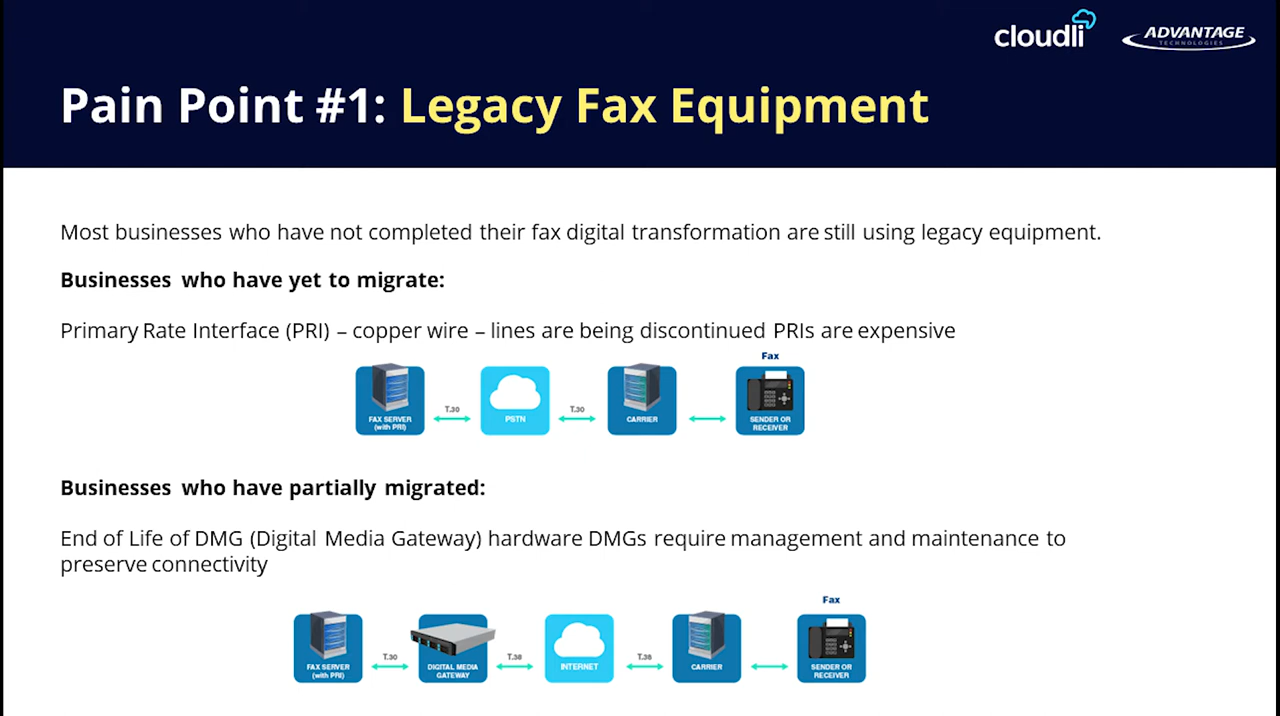 cloudli
ADVANTAGE
TECHNOLOGIES
Pain Point #1: Legacy Fax Equipment
Most businesses who have not completed their fax digital transformation are still using legacy equipment.
Businesses who have yet to migrate:
Primary Rate Interface (PRI) – copper wire – lines are being discontinued PRIs are expensive
Fax
T.30
T.30
FAX SERVER
(with PRI)
PSTN
CARRIER
SENDER OR
RECEIVER
Businesses who have partially migrated:
End of Life of DMG (Digital Media Gateway) hardware DMGs require management and maintenance to
preserve connectivity
Fax
T.30
T.38
T.38
FAX SERVER
(with PRI)
DIGITAL MEDIA
GATEWAY
INTERNET
CARRIER
SENDER OR
RECEIVER